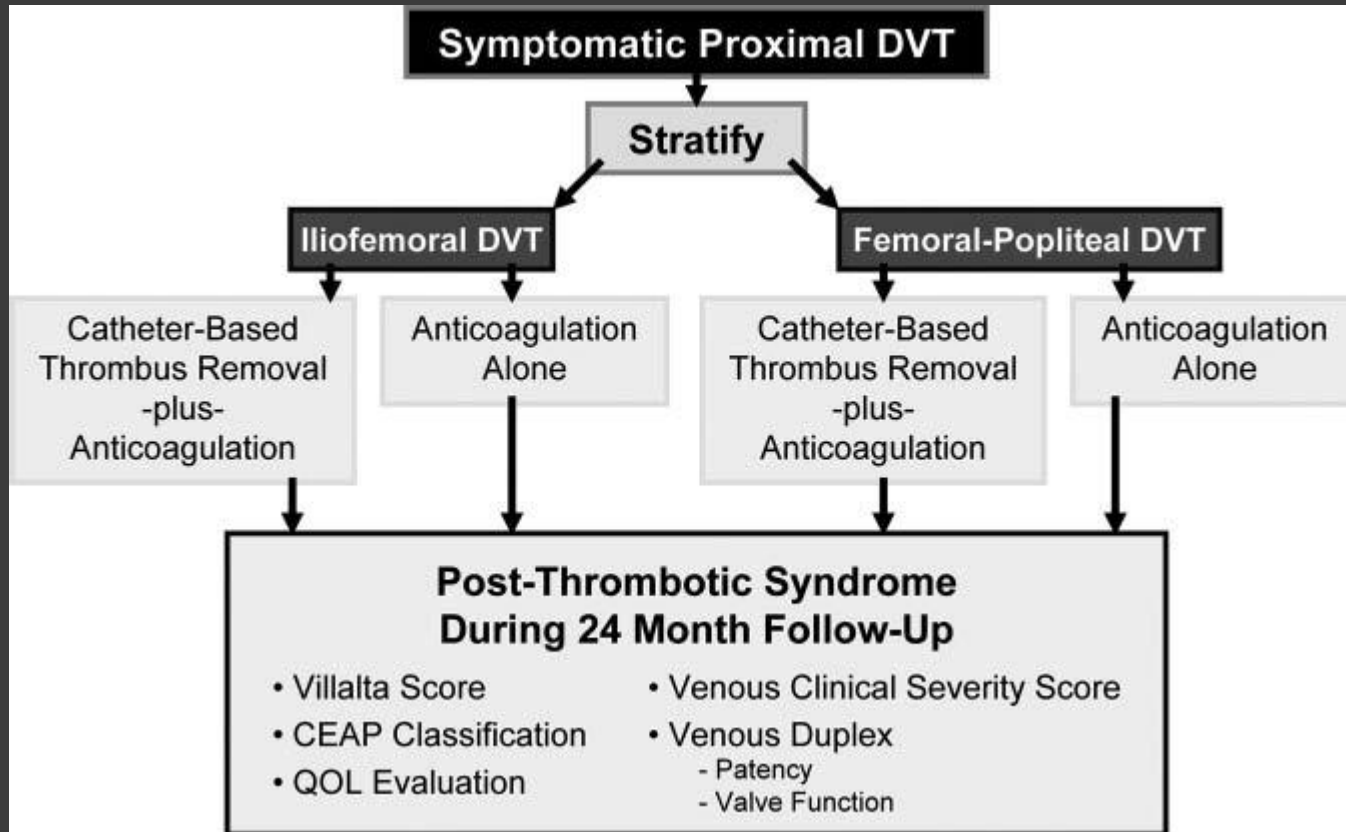 Symptomatic Proximal DVT
Stratify
Iliofemoral DVT
Femoral-Popliteal DVT
Catheter-Based
Thrombus Removal
-plus-
Anticoagulation
Anticoagulation
Alone
Catheter-Based
Thrombus Removal
-plus-
Anticoagulation
Anticoagulation
Alone
Post-Thrombotic Syndrome
During 24 Month Follow-Up
• Villalta Score
• CEAP Classification
• QOL Evaluation
• Venous Clinical Severity Score
• Venous Duplex
- Patency
- Valve Function